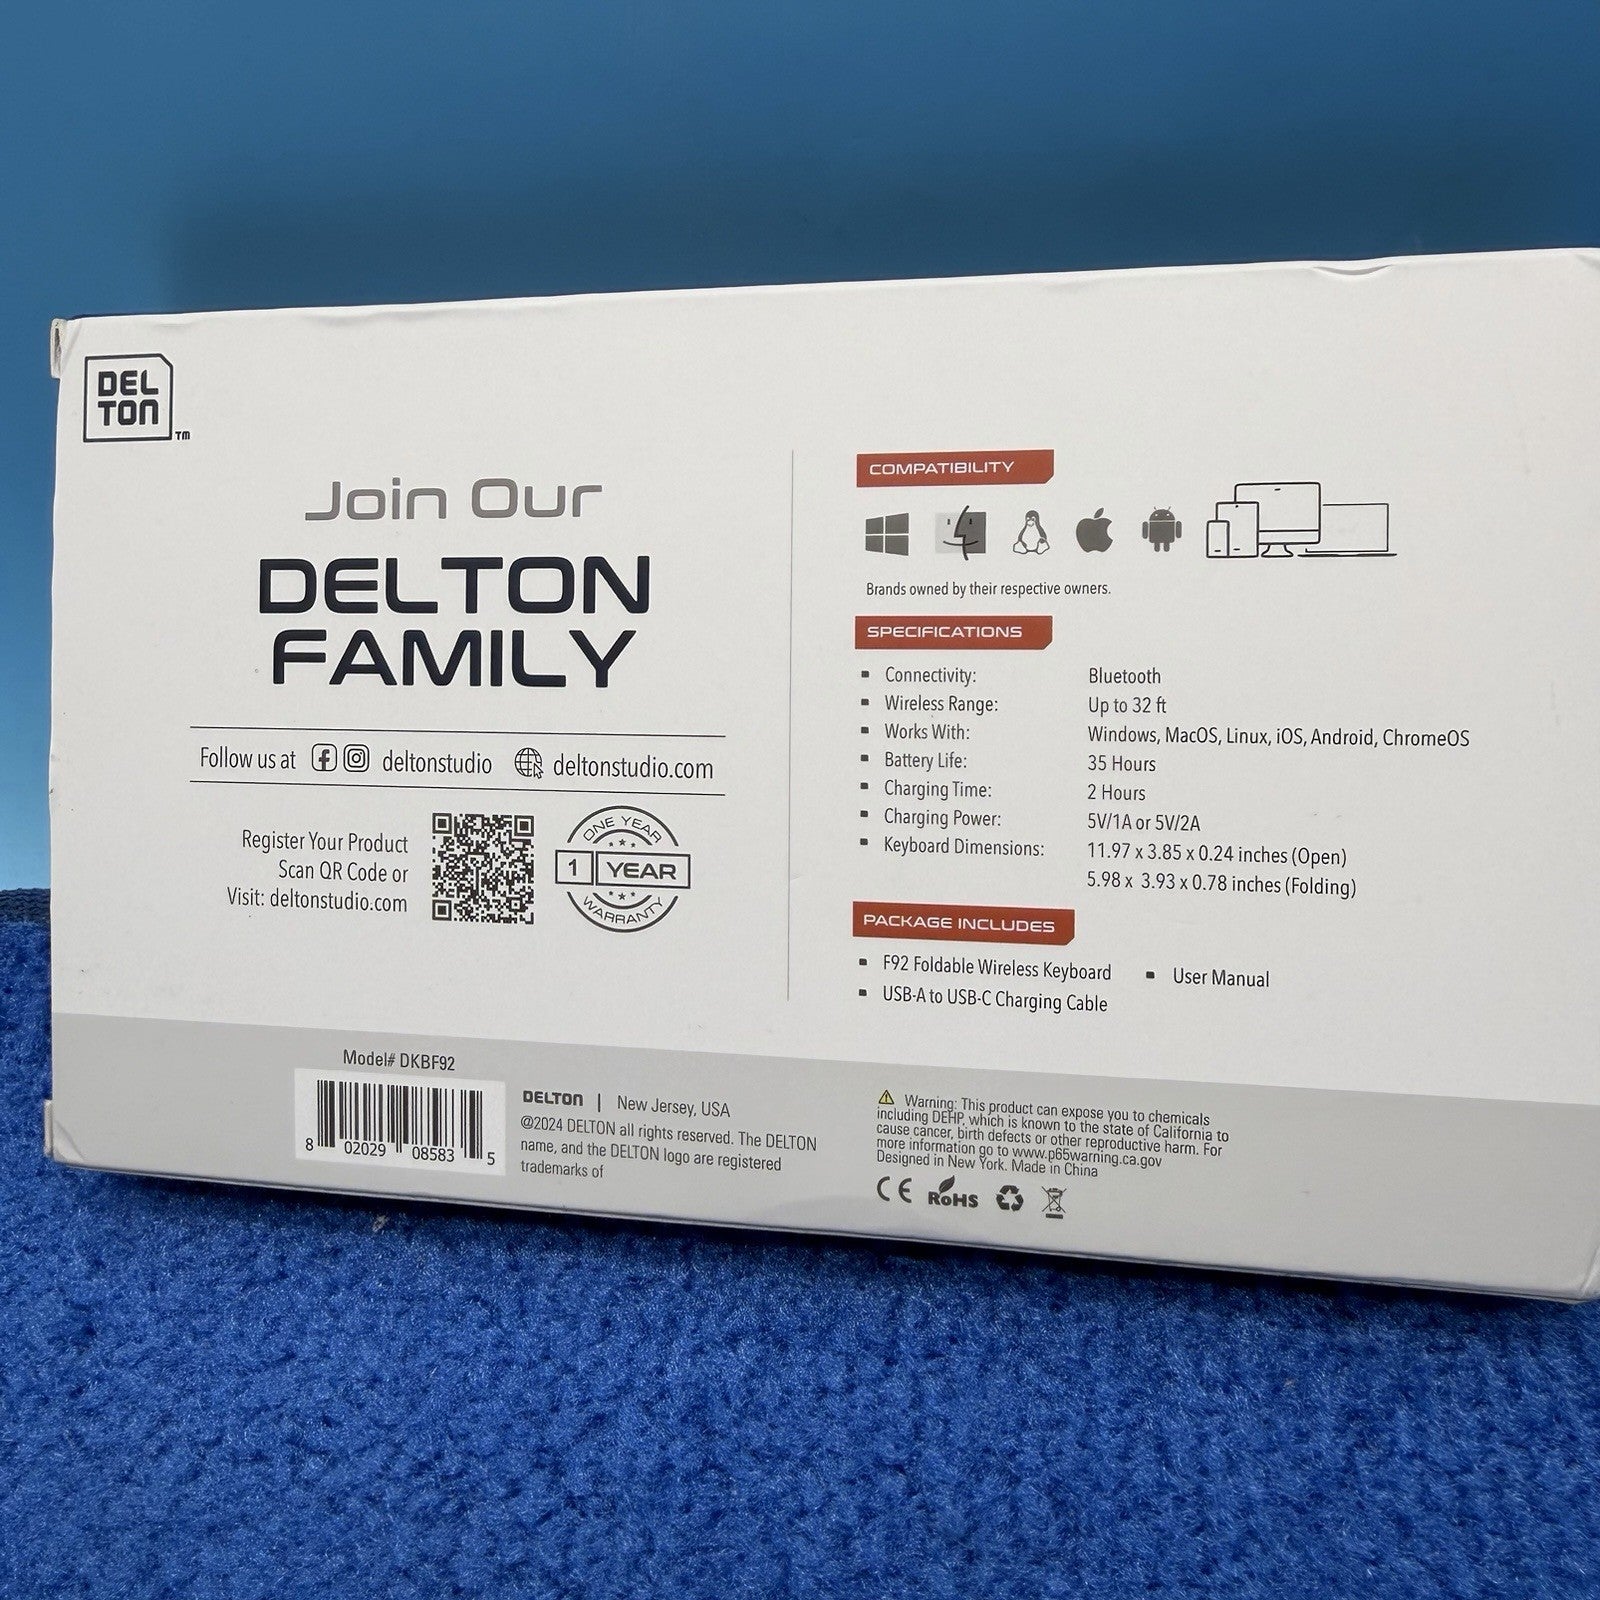 DEL
TON
TM
Join Our
DELTON
FAMILY
Follow us at deltonstudio deltonstudio.com
Register Your Product
Scan QR Code or
Visit: deltonstudio.com
ONE YEAR
1 YEAR
WARRANTY
COMPATIBILITY
Brands owned by their respective owners.
SPECIFICATIONS
▪ Connectivity: Bluetooth
▪ Wireless Range: Up to 32 ft
▪ Works With: Windows, MacOS, Linux, iOS, Android, ChromeOS
▪ Battery Life: 35 Hours
▪ Charging Time: 2 Hours
▪ Charging Power: 5V/1A or 5V/2A
▪ Keyboard Dimensions: 11.97 x 3.85 x 0.24 inches (Open)
5.98 x 3.93 x 0.78 inches (Folding)
PACKAGE INCLUDES
▪ F92 Foldable Wireless Keyboard ▪ User Manual
▪ USB-A to USB-C Charging Cable
Model# DKBF92
8 02029 08583 5
DELTON | New Jersey, USA
@2024 DELTON all rights reserved. The DELTON
name, and the DELTON logo are registered
trademarks of
Warning: This product can expose you to chemicals
including DEHP, which is known to the state of California to
cause cancer, birth defects or other reproductive harm. For
more information go to www.p65warning.ca.gov
Designed in New York. Made in China
CE RoHS